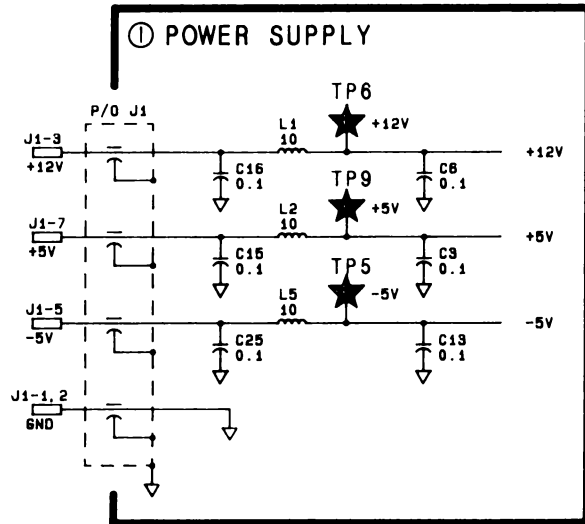 ① POWER SUPPLY
P/O J1
TP6
J1-3
+12V
L1
10
+12V
+12V
C16
0.1
C6
0.1
J1-7
+5V
L2
10
TP9
+5V
+5V
C15
0.1
C3
0.1
J1-5
-5V
L5
10
TP5
-5V
-5V
C25
0.1
C13
0.1
J1-1, 2
GND